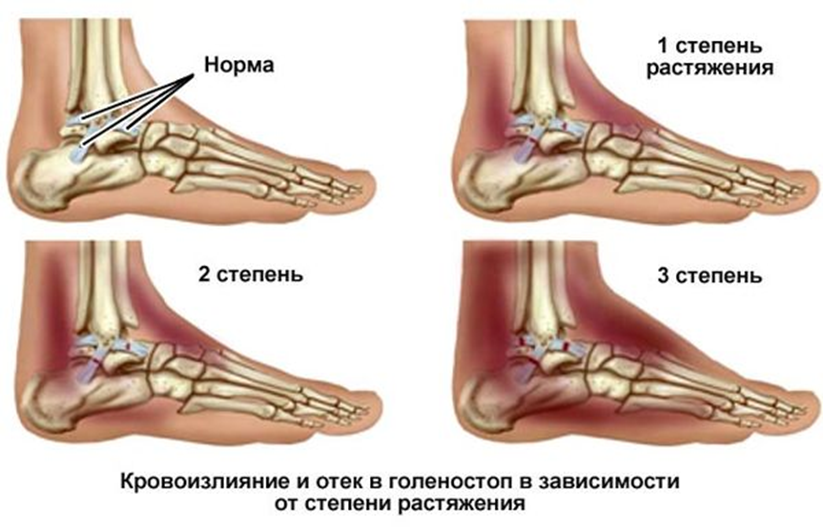 Норма
1 степень
растяжения
2 степень
3 степень
Кровоизлияние и отек в голеностоп в зависимости
от степени растяжения